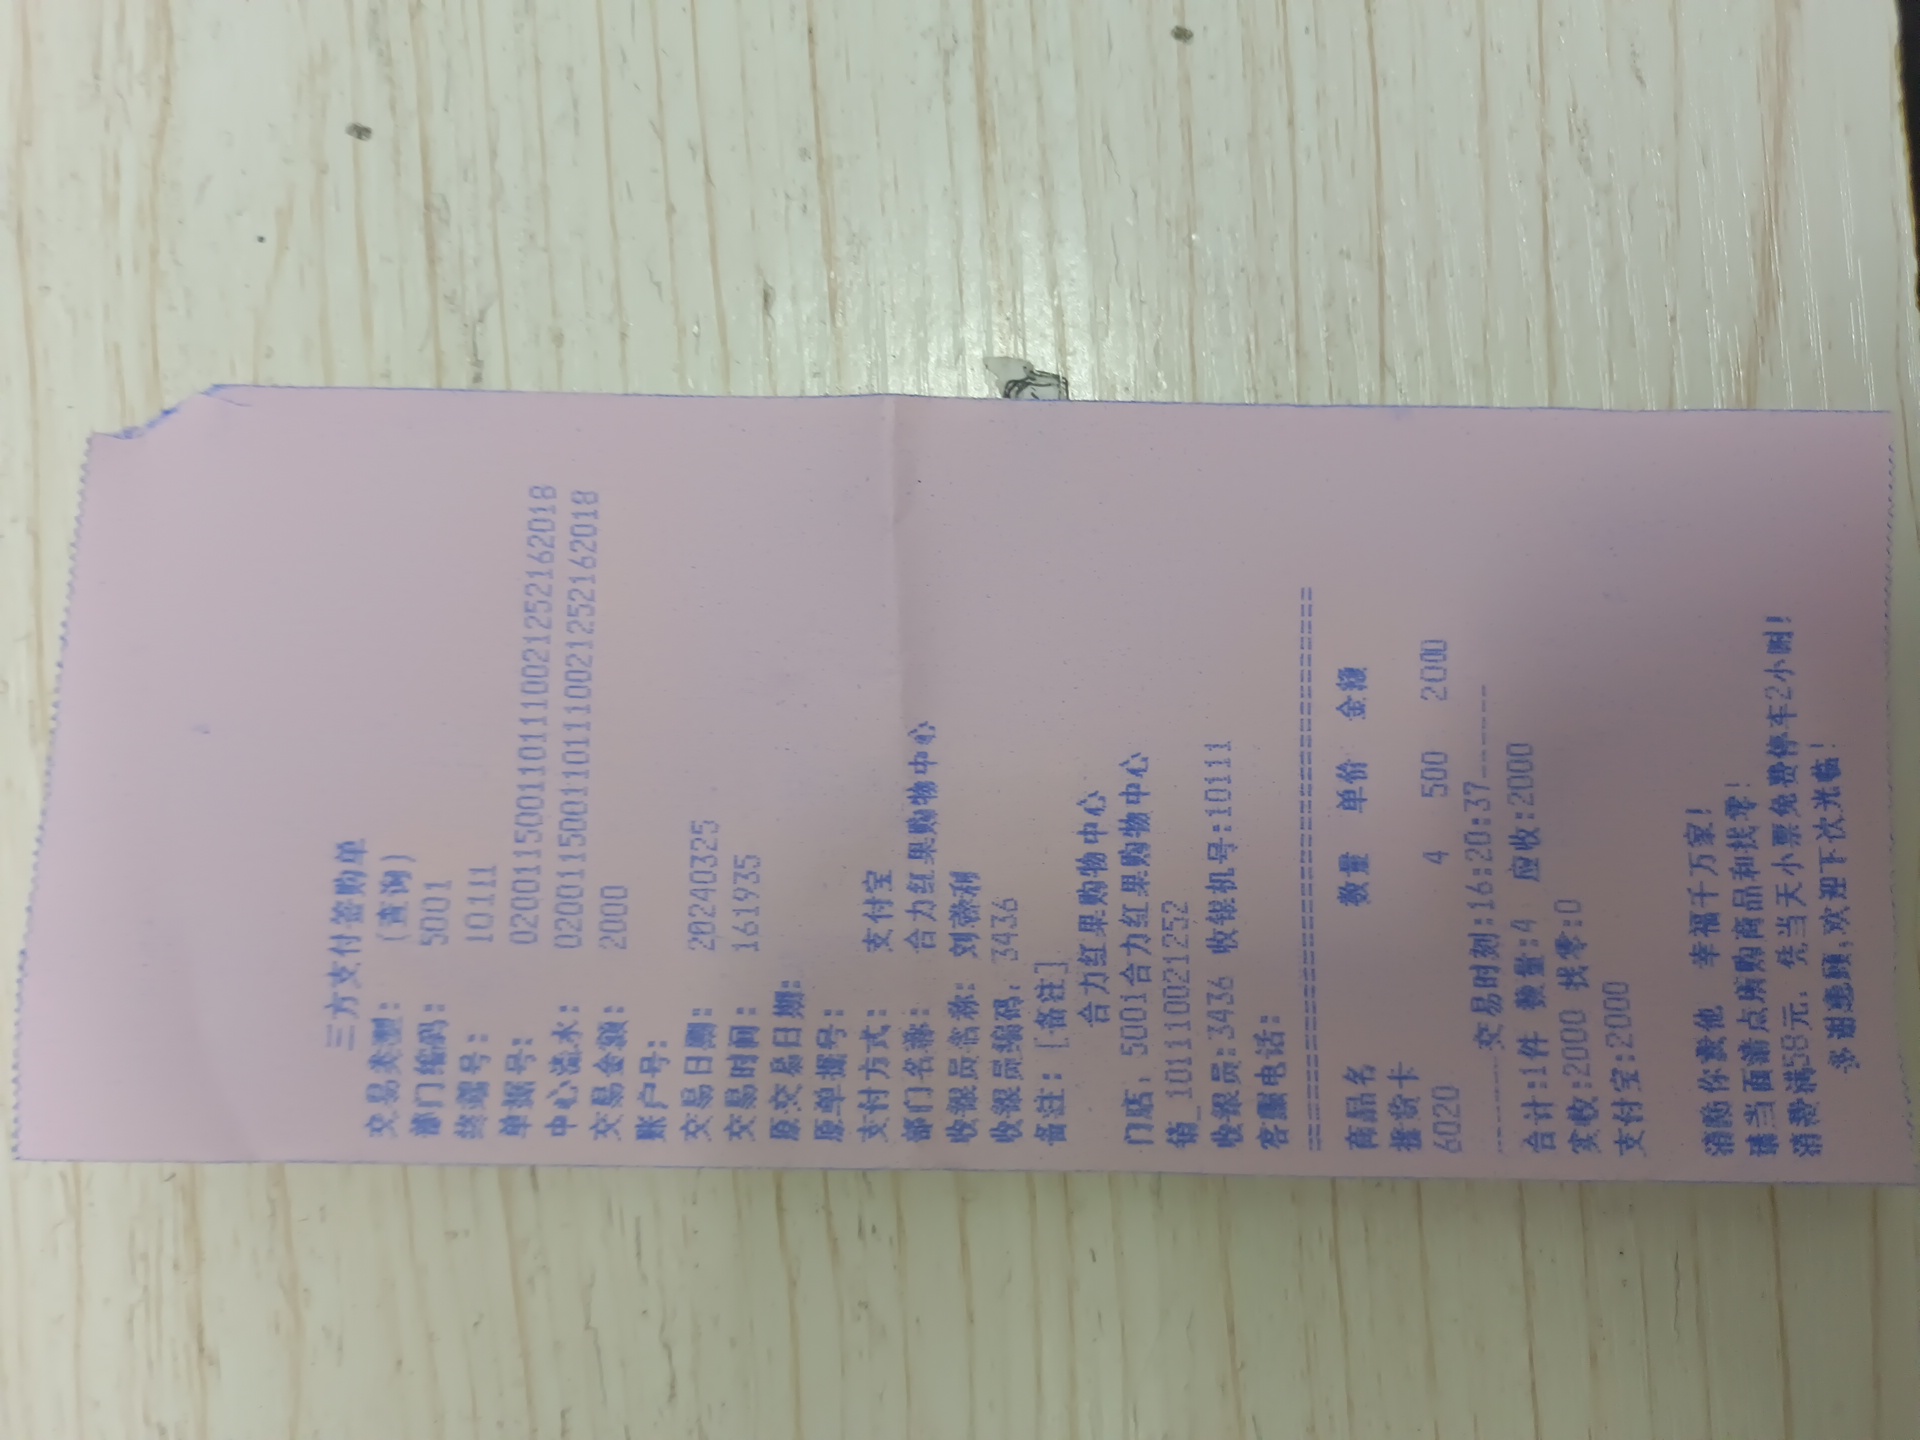 三方支付签购单
交易类型: (查询)
部门编码: 5001
终端号: 10111
单据号: 020011500110111002125216 2018
中心流水: 0200115001101110021252162018
交易金额: 2000
账户号:
交易日期: 20240325
交易时间: 161935
原交易日期:
原单据号:
支付方式: 支付宝
部门名称: 合力红果购物中心
收银员名称: 刘蓉利
收银员编码: 3436
备注: [备注]
合力红果购物中心
门店: 5001合力红果购物中心
销_101110021252
收银员:3436 收银机号:10111
客服电话:
================================
商品名 数量 单价 金额
提货卡
6020 4 500 2000
-------交易时刻:16:20:37-------
合计:1件 数量:4 应收:2000
实收:2000 找零:0
支付宝:2000
消费你我他 幸福千万家!
请当面清点所购商品和找零!
消费满58元, 凭当天小票免费停车2小时!
多谢惠顾,欢迎下次光临!